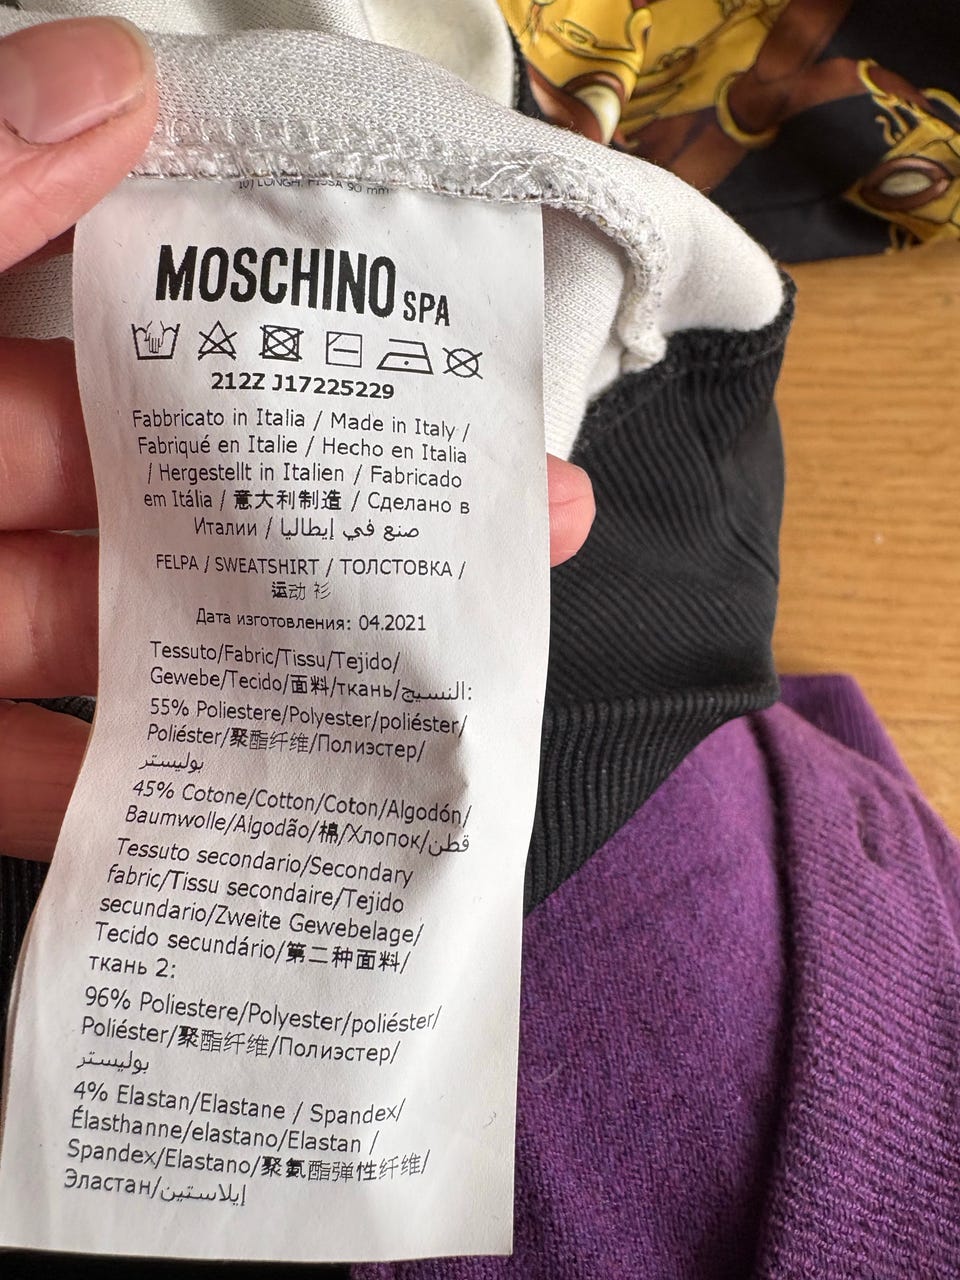 10) LONGH. FISSA 90 mm
MOSCHINO SPA
212Z J17225229
Fabbricato in Italia / Made in Italy /
Fabriqué en Italie / Hecho en Italia
/ Hergestellt in Italien / Fabricado
em Itália / 意大利制造 / Сделано в
Италии / صنع في إيطاليا
FELPA / SWEATSHIRT / ТОЛСТОВКА /
运动 衫
Дата изготовления: 04.2021
Tessuto/Fabric/Tissu/Tejido/
Gewebe/Tecido/面料/ткань/النسيج:
55% Poliestere/Polyester/poliéster/
Poliéster/聚酯纤维/Полиэстер/
بوليستر
45% Cotone/Cotton/Coton/Algodón/
Baumwolle/Algodão/棉/Хлопок/قطن
Tessuto secondario/Secondary
fabric/Tissu secondaire/Tejido
secundario/Zweite Gewebelage/
Tecido secundário/第二种面料/
ткань 2:
96% Poliestere/Polyester/poliéster/
Poliéster/聚酯纤维/Полиэстер/
بوليستر
4% Elastan/Elastane / Spandex/
Élasthanne/elastano/Elastan /
Spandex/Elastano/聚氨酯弹性纤维/
Эластан/إيلاستين